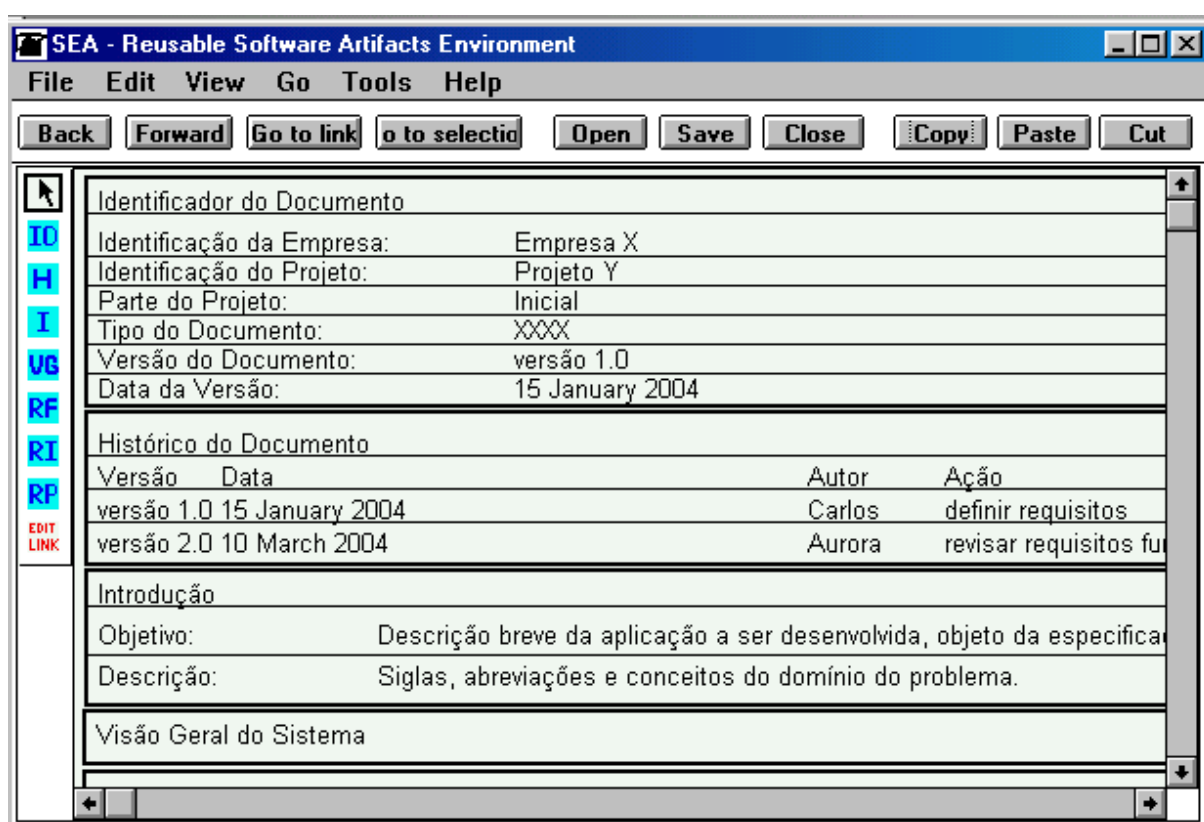 SEA - Reusable Software Artifacts Environment
File Edit View Go Tools Help
Back Forward Go to link o to selectio Open Save Close Copy Paste Cut
ID
H
I
VG
RF
RI
RP
EDIT
LINK
Identificador do Documento
Identificação da Empresa: Empresa X
Identificação do Projeto: Projeto Y
Parte do Projeto: Inicial
Tipo do Documento: XXXX
Versão do Documento: versão 1.0
Data da Versão: 15 January 2004
Histórico do Documento
Versão Data Autor Ação
versão 1.0 15 January 2004 Carlos definir requisitos
versão 2.0 10 March 2004 Aurora revisar requisitos fu
Introdução
Objetivo: Descrição breve da aplicação a ser desenvolvida, objeto da especifica
Descrição: Siglas, abreviações e conceitos do domínio do problema.
Visão Geral do Sistema